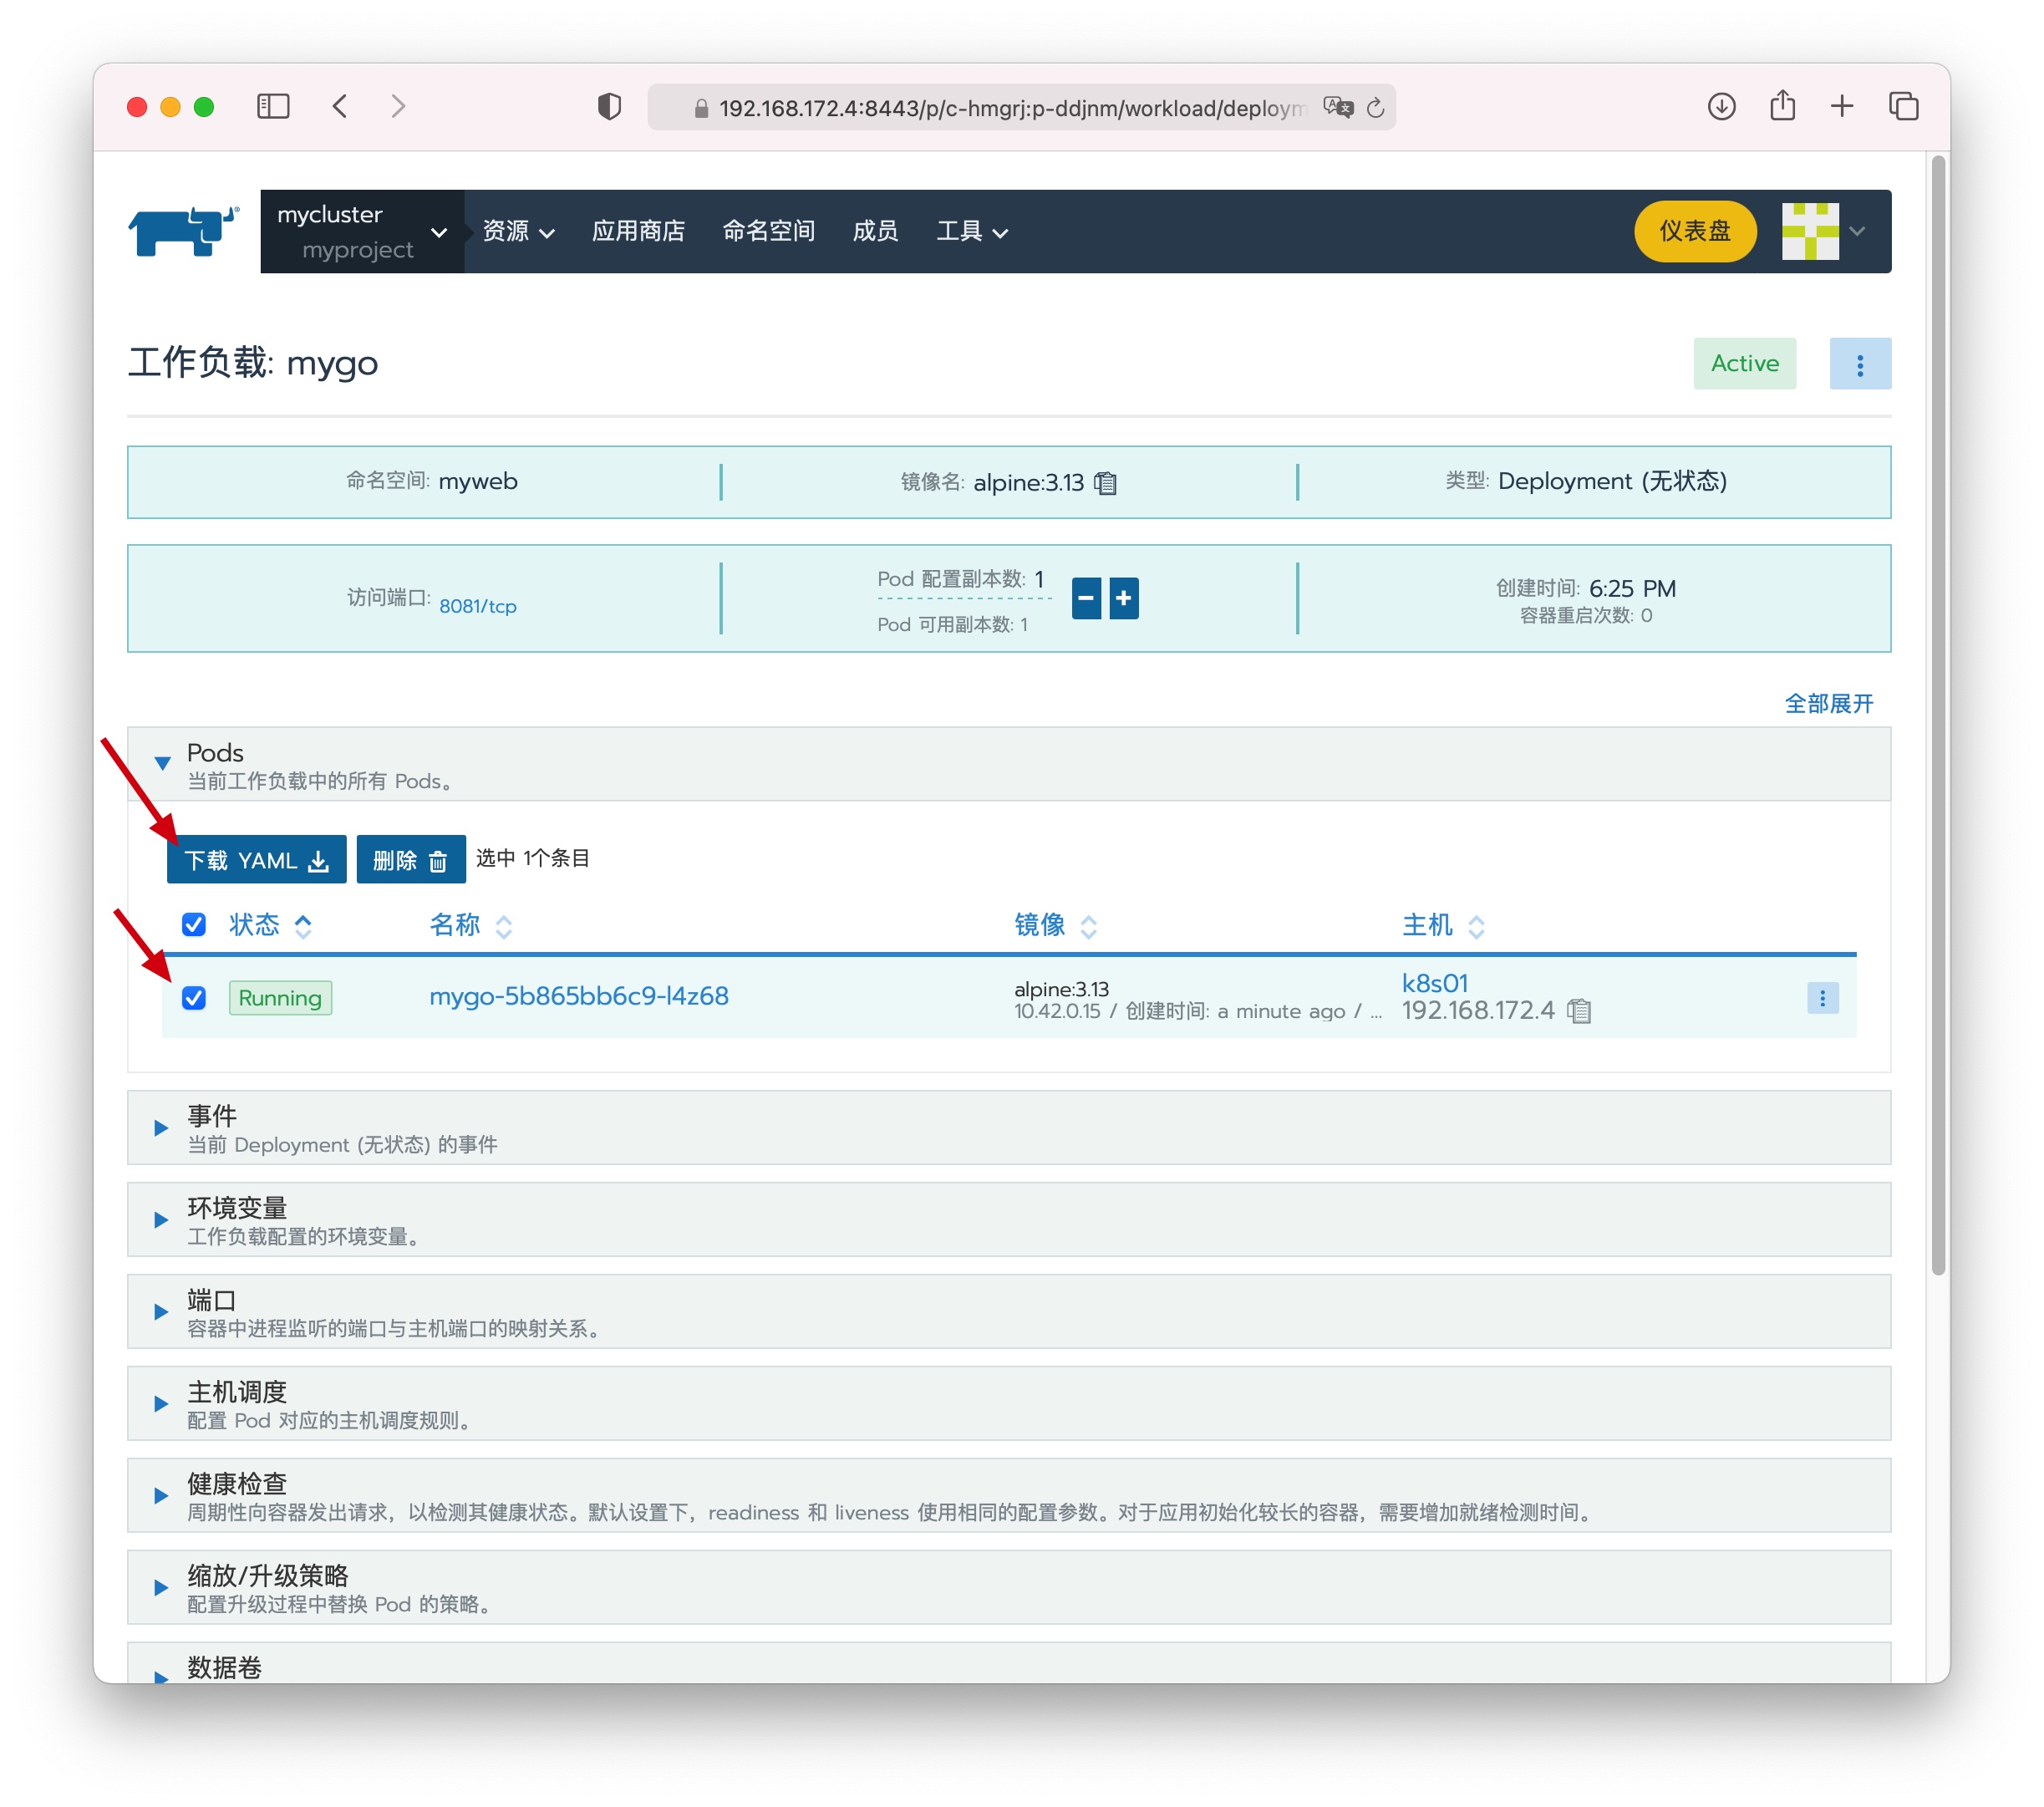 192.168.172.4:8443/p/c-hmgrj:p-ddjnm/workload/deploym
mycluster
myproject
资源
应用商店
命名空间
成员
工具
仪表盘
工作负载: mygo
Active
命名空间: myweb
镜像名: alpine:3.13
类型: Deployment (无状态)
访问端口: 8081/tcp
Pod 配置副本数: 1
Pod 可用副本数: 1
创建时间: 6:25 PM
容器重启次数: 0
全部展开
Pods
当前工作负载中的所有 Pods。
下载 YAML
删除
选中 1个条目
状态
名称
镜像
主机
Running
mygo-5b865bb6c9-l4z68
alpine:3.13
10.42.0.15 / 创建时间: a minute ago / ...
k8s01
192.168.172.4
事件
当前 Deployment (无状态) 的事件
环境变量
工作负载配置的环境变量。
端口
容器中进程监听的端口与主机端口的映射关系。
主机调度
配置 Pod 对应的主机调度规则。
健康检查
周期性向容器发出请求，以检测其健康状态。默认设置下，readiness 和 liveness 使用相同的配置参数。对于应用初始化较长的容器，需要增加就绪检测时间。
缩放/升级策略
配置升级过程中替换 Pod 的策略。
数据卷